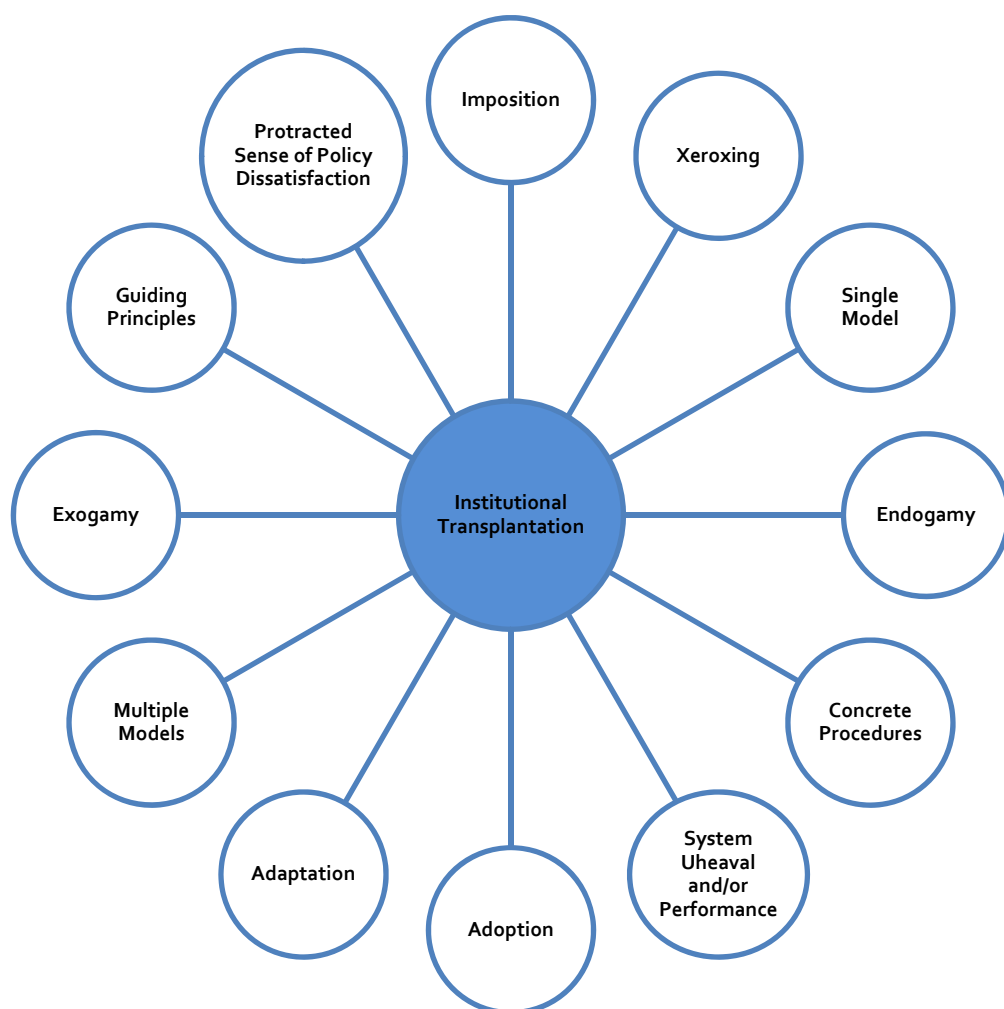 Imposition
Protracted
Sense of Policy
Dissatisfaction
Xeroxing
Guiding
Principles
Single
Model
Exogamy
Institutional
Transplantation
Endogamy
Multiple
Models
Concrete
Procedures
Adaptation
System
Uheaval
and/or
Performance
Adoption